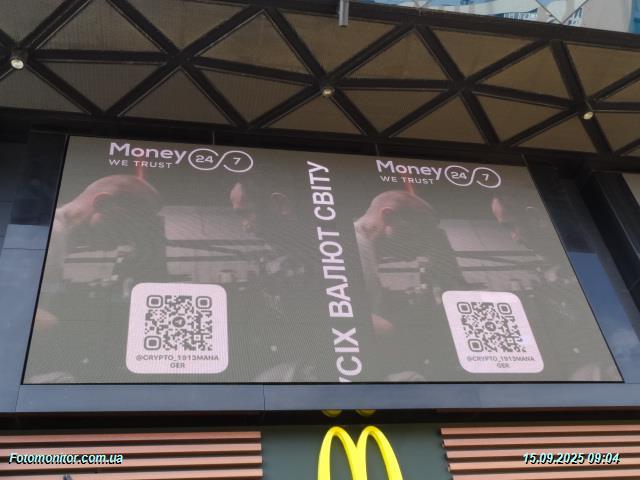 Money 24 7
WE TRUST
@CRYPTO_1913MANA
GER
УСІХ ВАЛЮТ СВІТУ
Money 24 7
WE TRUST
@CRYPTO_1913MANA
GER
Fotomonitor.com.ua
15.09.2025 09:04